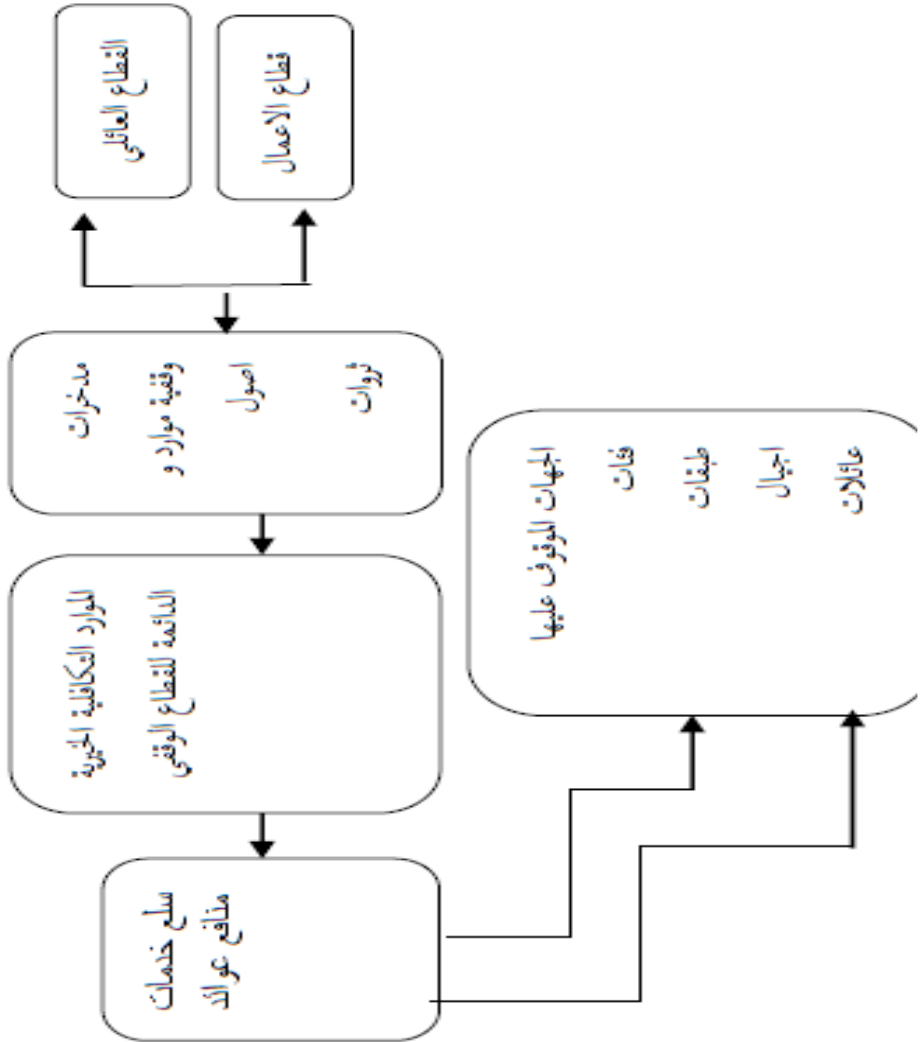 القطاع العائلي
قطاع الاعمال
مدخرات
وقفية موارد و
اصول
ثروات
الموارد التكافلية الخيرية
الدائمة للقطاع الوقفي
سلع خدمات
منافع عوائد
الجهات الموقوف عليها
فئات
طبقات
اجيال
عائلات